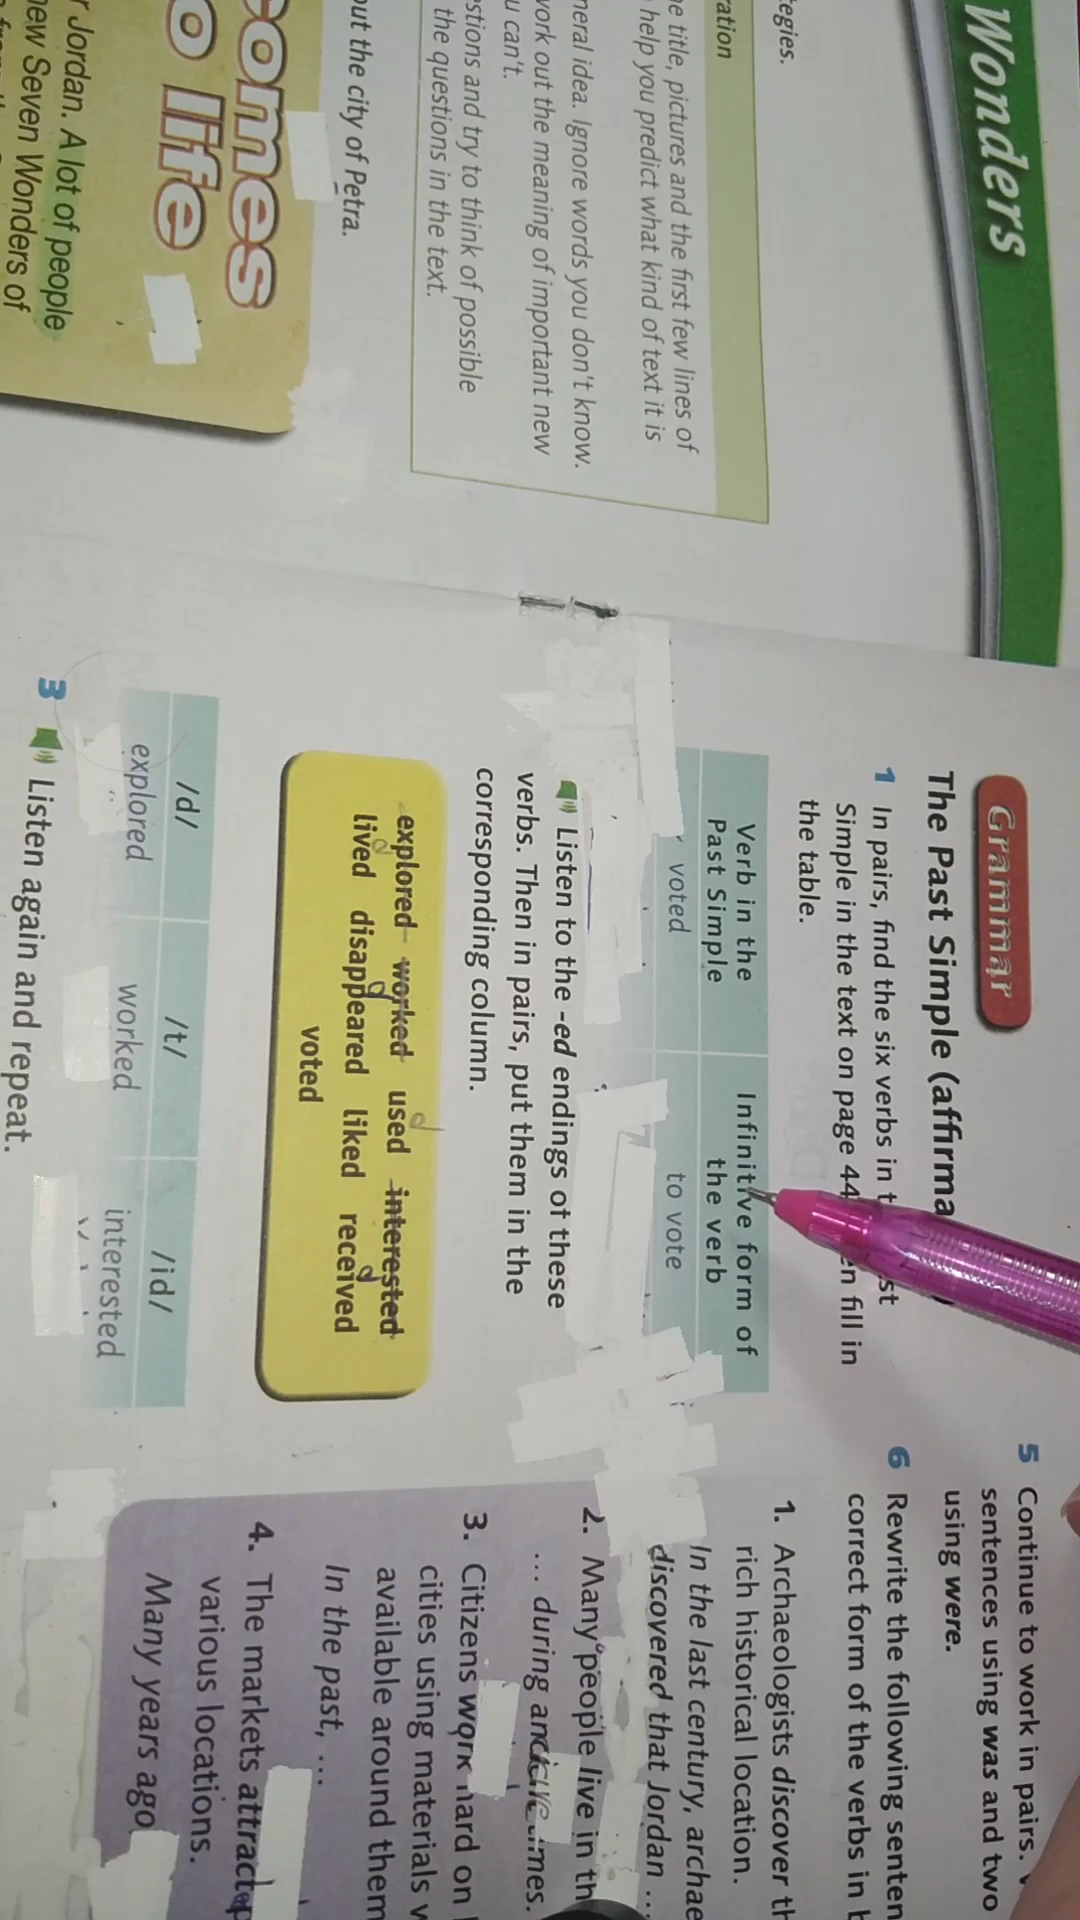 Wonders
tegies.
ration
e title, pictures and the first few lines of
help you predict what kind of text it is
neral idea. Ignore words you don't know.
work out the meaning of important new
u can't.
estions and try to think of possible
the questions in the text.
out the city of Petra.
comes
o life
r Jordan. A lot of people
new Seven Wonders of
Grammar
The Past Simple (affirma
1 In pairs, find the six verbs in t st
Simple in the text on page 44 en fill in
the table.
Verb in the
Past Simple
Infinitive form of
the verb
voted
to vote
Listen to the -ed endings of these
verbs. Then in pairs, put them in the
corresponding column.
explored worked used interested
lived disappeared liked received
voted
/d/ /t/ /id/
explored worked interested
3 Listen again and repeat.
5 Continue to work in pairs.
sentences using was and two
using were.
6 Rewrite the following senten
correct form of the verbs in b
1. Archaeologists discover th
rich historical location.
In the last century, archae
discovered that Jordan ...
2. Many people live in th
... during
3. Citizens work hard on
cities using materials
available around them
In the past, ...
4. The markets attract
various locations.
Many years ago